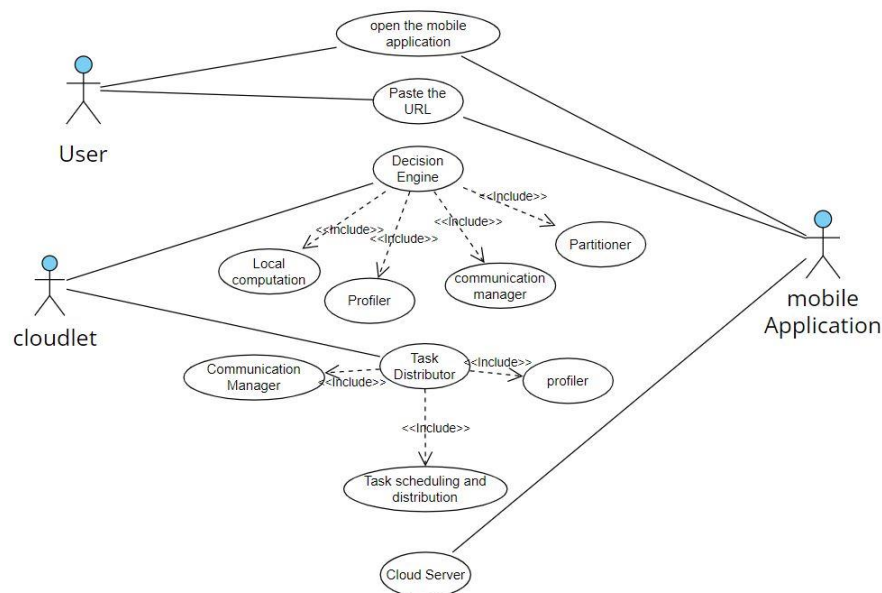 open the mobile
application
Paste the
URL
User
Decision
Engine
<<Include>>
<<Include>>
<<Include>>
<<Include>>
Partitioner
Local
computation
Profiler
communication
manager
cloudlet
mobile
Application
Communication
Manager
<<Include>>
Task
Distributor
<<Include>>
profiler
<<Include>>
Task scheduling and
distribution
Cloud Server